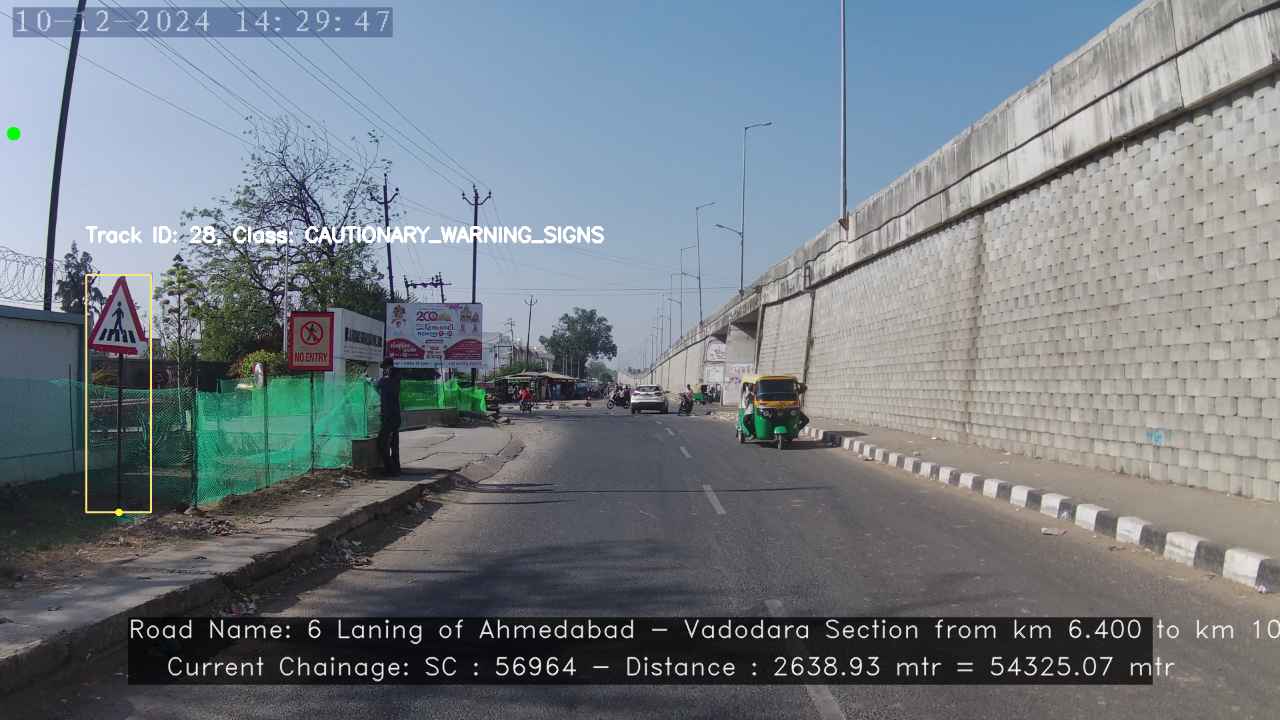 10-12-2024 14:29:47
Track ID: 28, Class: CAUTIONARY_WARNING_SIGNS
NO ENTRY
200
Road Name: 6 Laning of Ahmedabad - Vadodara Section from km 6.400 to km 10
Current Chainage: SC : 56964 - Distance : 2638.93 mtr = 54325.07 mtr